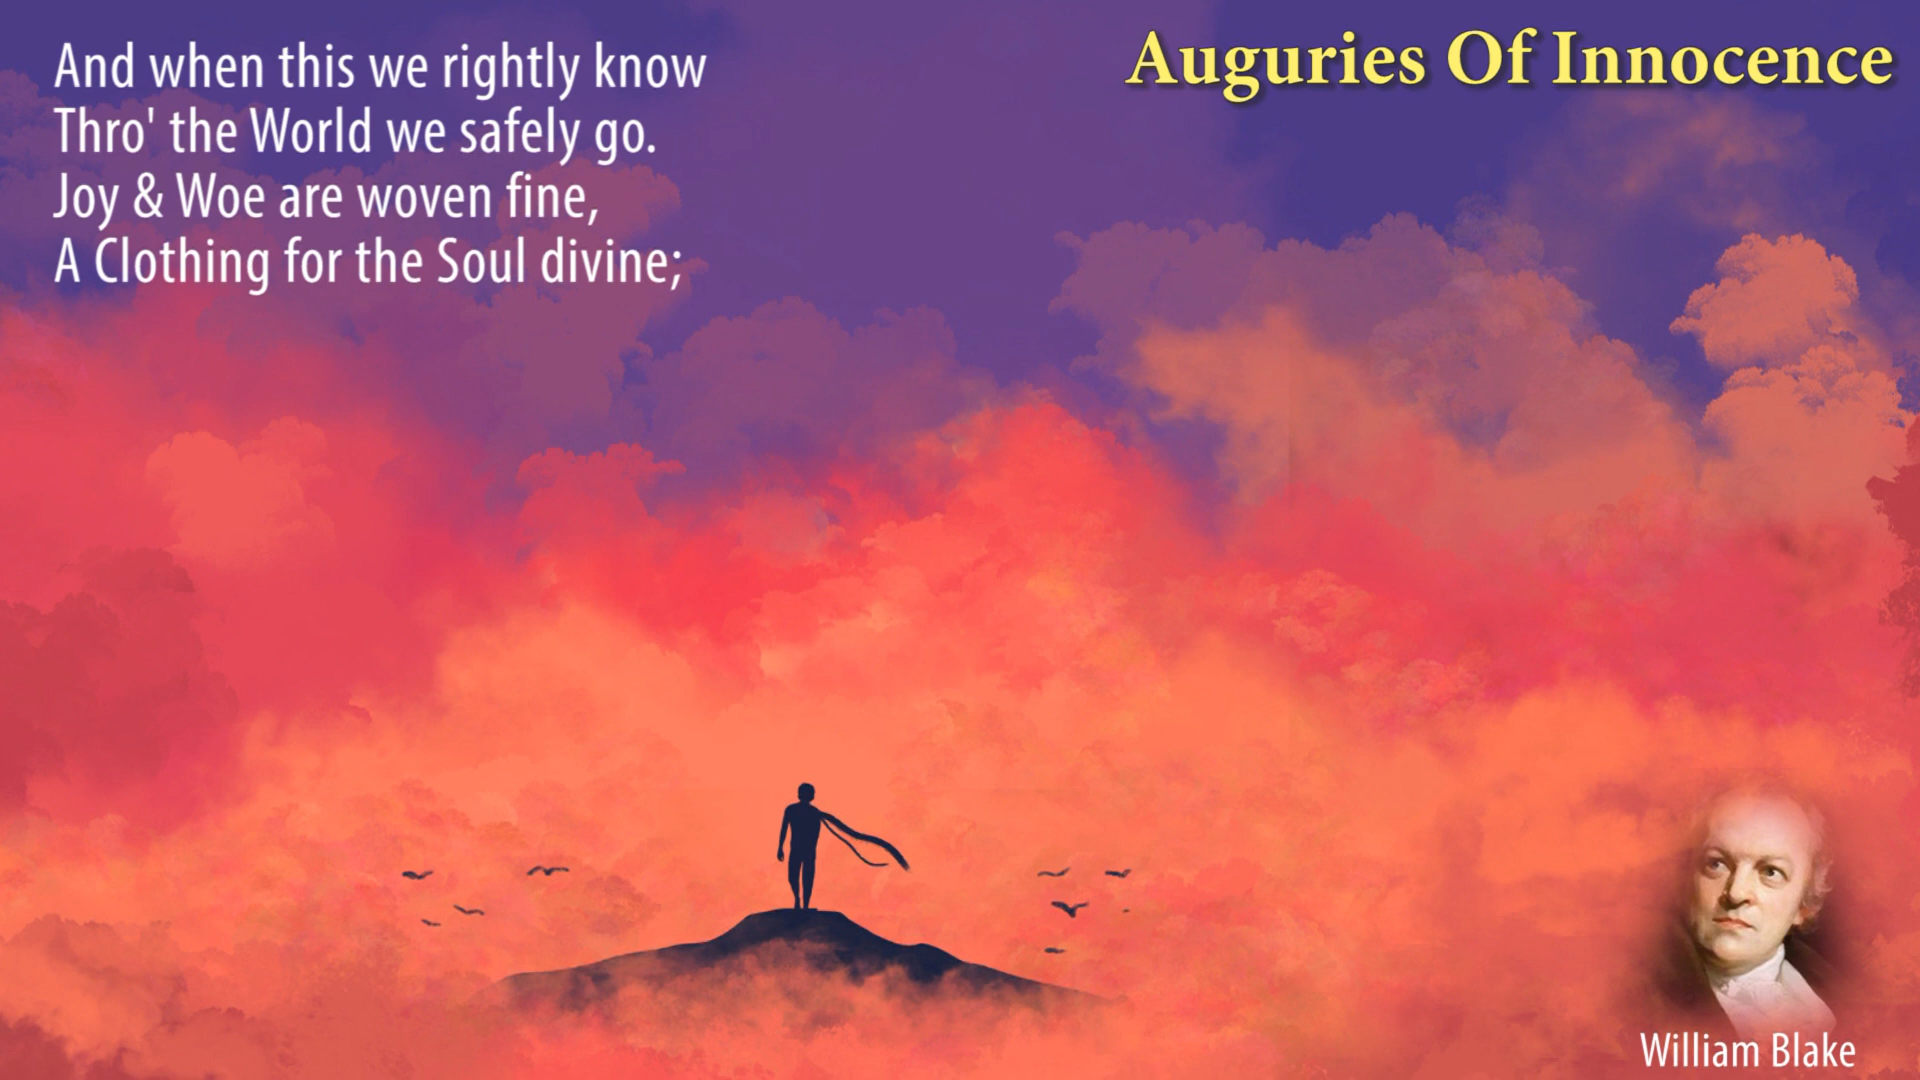 Auguries Of Innocence
And when this we rightly know
Thro' the World we safely go.
Joy & Woe are woven fine,
A Clothing for the Soul divine;
William Blake